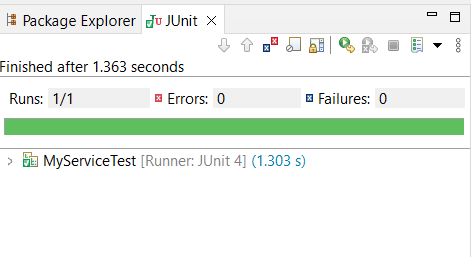 Package Explorer JUnit
Finished after 1.363 seconds
Runs: 1/1 Errors: 0 Failures: 0
MyServiceTest [Runner: JUnit 4] (1.303 s)